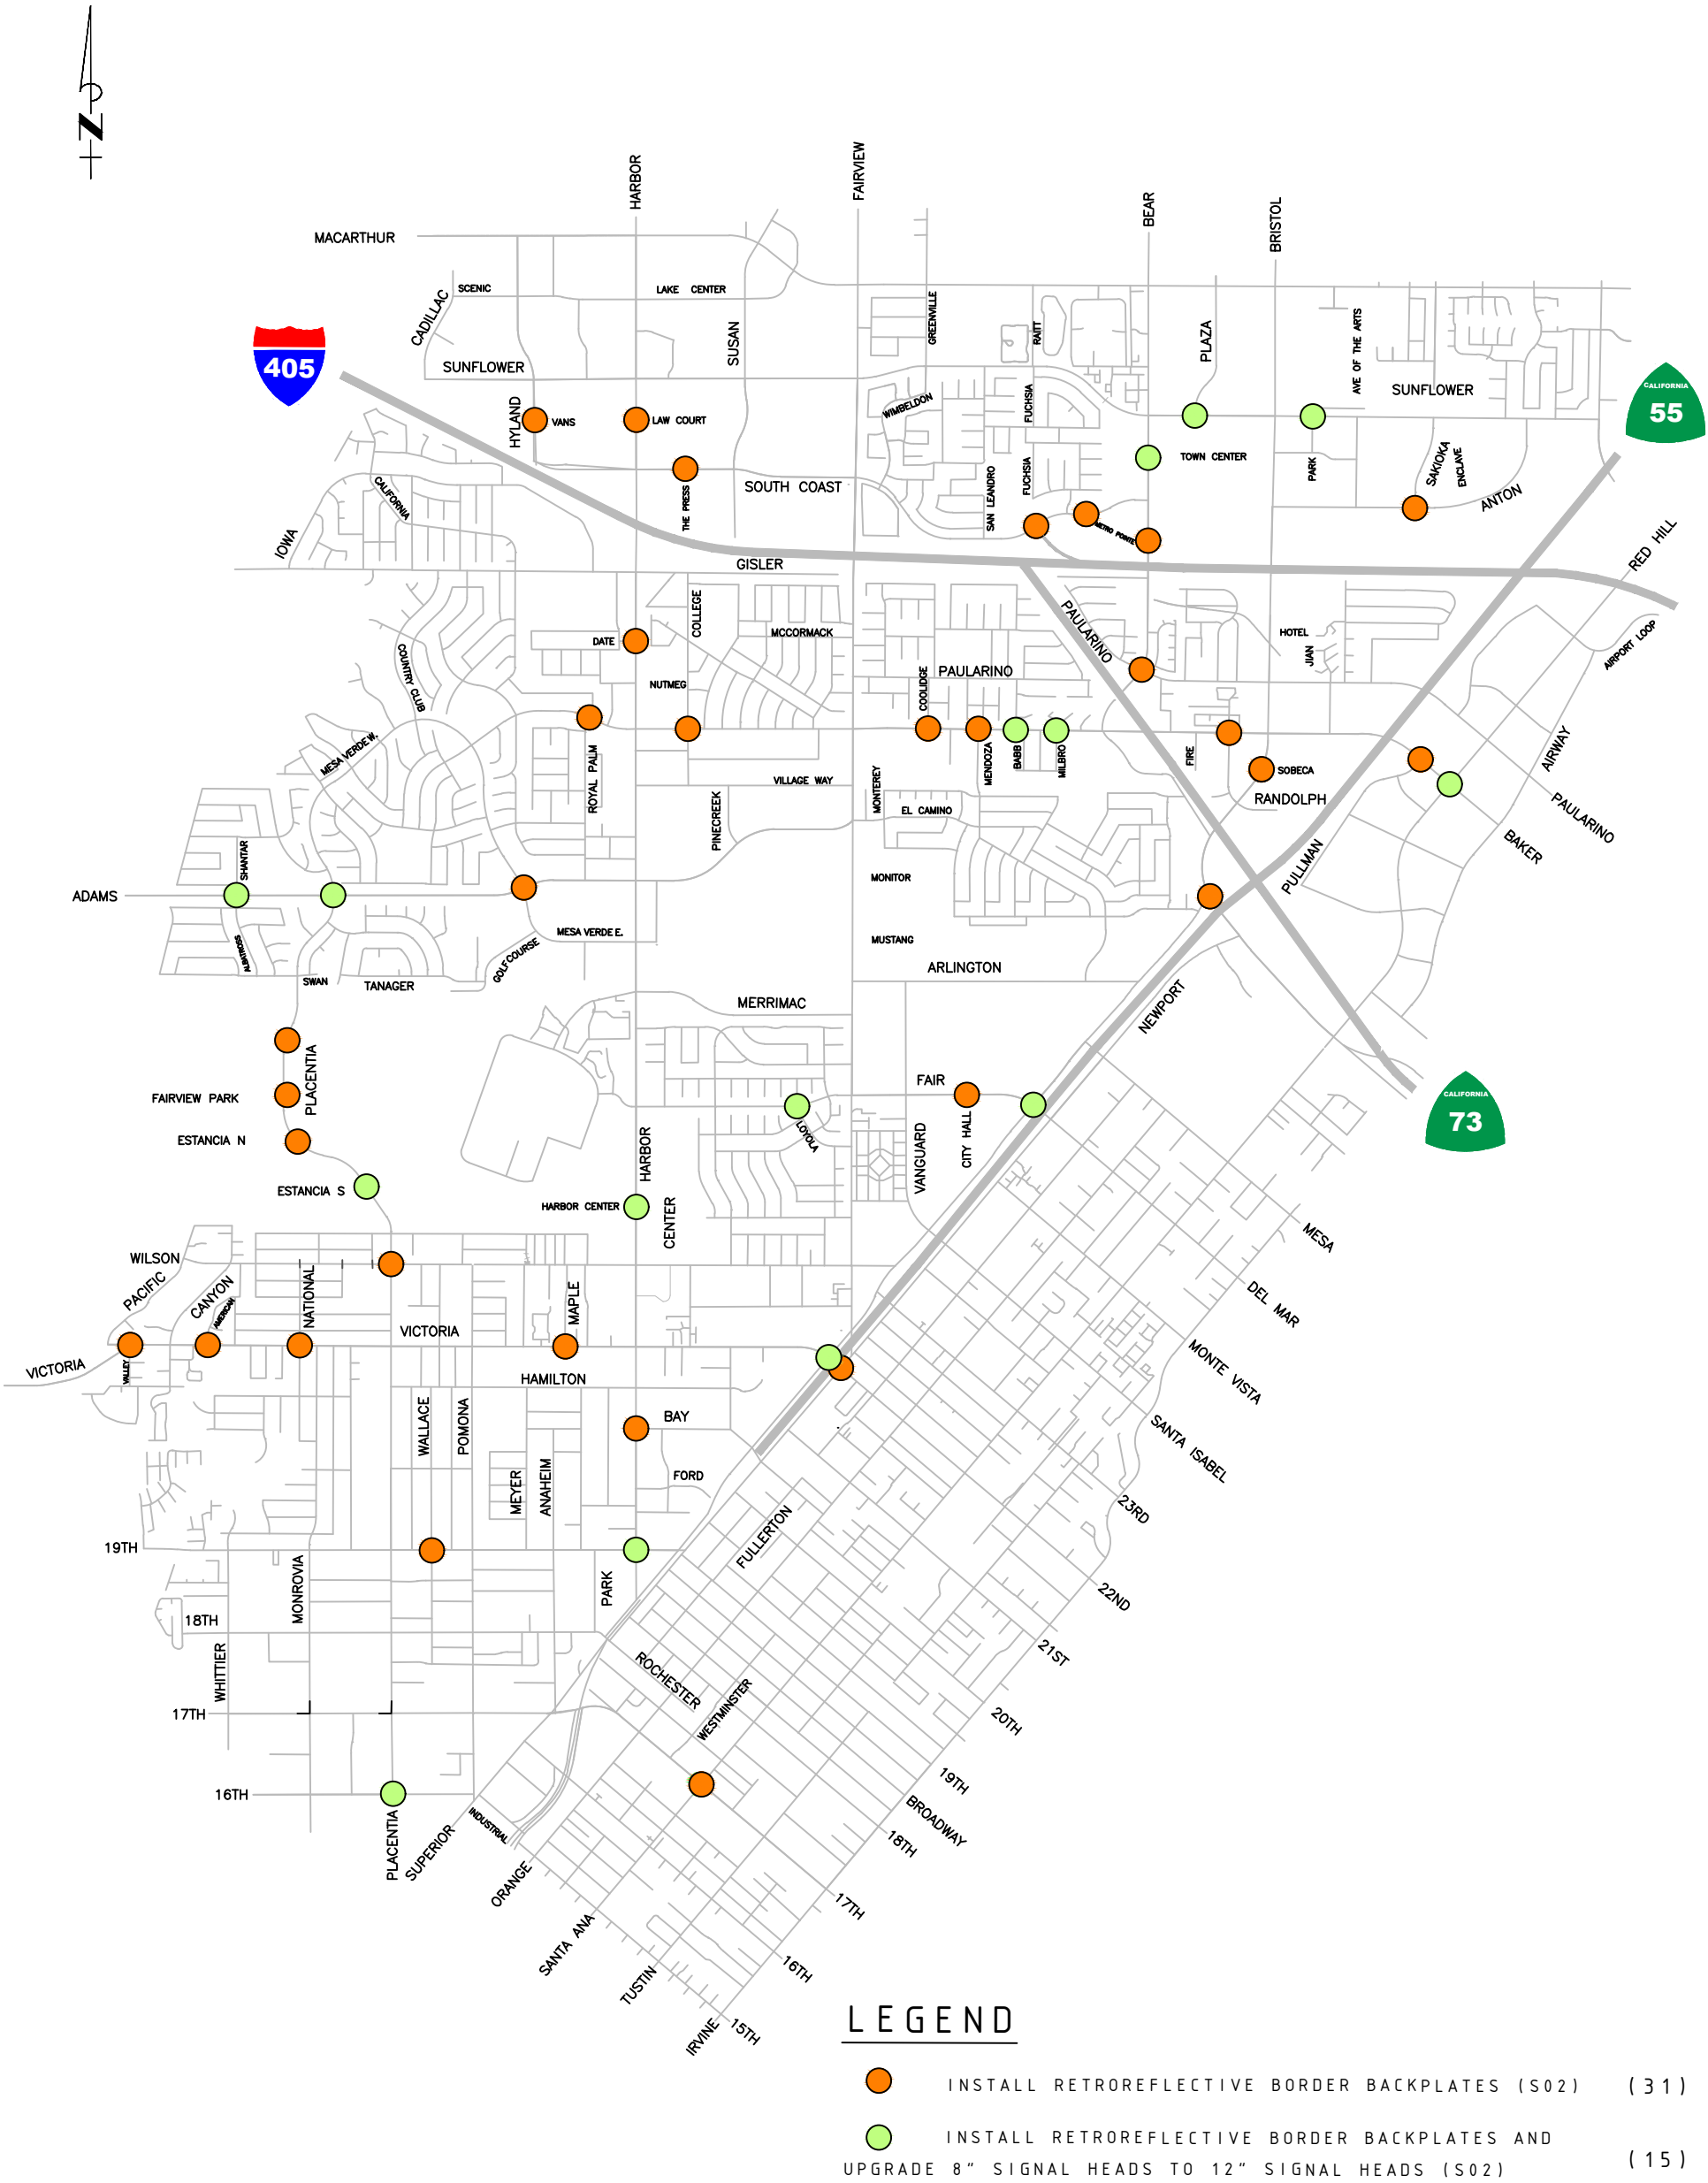 N
HARBOR
FAIRVIEW
BEAR
BRISTOL
MACARTHUR
CADILLAC
SCENIC
LAKE CENTER
SUSAN
GREENVILLE
RAITT
PLAZA
AVE OF THE ARTS
405
SUNFLOWER
SUNFLOWER
CALIFORNIA
55
HYLAND
VANS
LAW COURT
WIMBELDON
FUCHSIA
TOWN CENTER
PARK
SAKIOKA
ENCLAVE
ANTON
CALIFORNIA
THE PRESS
SOUTH COAST
SAN LEANDRO
FUCHSIA
METRO POINTE
IOWA
GISLER
RED HILL
COLLEGE
MCCORMACK
DATE
COUNTRY CLUB
NUTMEG
PAULARINO
PAULARINO
COOLIDGE
HOTEL
JIAN
AIRPORT LOOP
MESA VERDE W.
ROYAL PALM
VILLAGE WAY
PINECREEK
MONTEREY
EL CAMINO
MENDOZA
BABB
MILBRO
FIRE
SOBECA
RANDOLPH
AIRWAY
PAULARINO
BAKER
PULLMAN
SHANTAR
ADAMS
MONITOR
ALBATROSS
MESA VERDE E.
GOLF COURSE
MUSTANG
SWAN
TANAGER
ARLINGTON
NEWPORT
MERRIMAC
PLACENTIA
FAIRVIEW PARK
FAIR
CITY HALL
CALIFORNIA
73
ESTANCIA N
LOYOLA
VANGUARD
HARBOR
ESTANCIA S
HARBOR CENTER
CENTER
MESA
WILSON
PACIFIC
CANYON
AMERICAN
NATIONAL
MAPLE
DEL MAR
VICTORIA
VICTORIA
VALLEY
MONTE VISTA
HAMILTON
WALLACE
POMONA
BAY
SANTA ISABEL
MEYER
ANAHEIM
FORD
23RD
FULLERTON
19TH
MONROVIA
PARK
22ND
18TH
WHITTIER
21ST
ROCHESTER
WESTMINSTER
17TH
20TH
16TH
19TH
PLACENTIA
SUPERIOR
INDUSTRIAL
BROADWAY
18TH
ORANGE
17TH
SANTA ANA
16TH
TUSTIN
IRVINE
15TH
LEGEND
INSTALL RETROREFLECTIVE BORDER BACKPLATES (S02) (31)
INSTALL RETROREFLECTIVE BORDER BACKPLATES AND
UPGRADE 8" SIGNAL HEADS TO 12" SIGNAL HEADS (S02) (15)